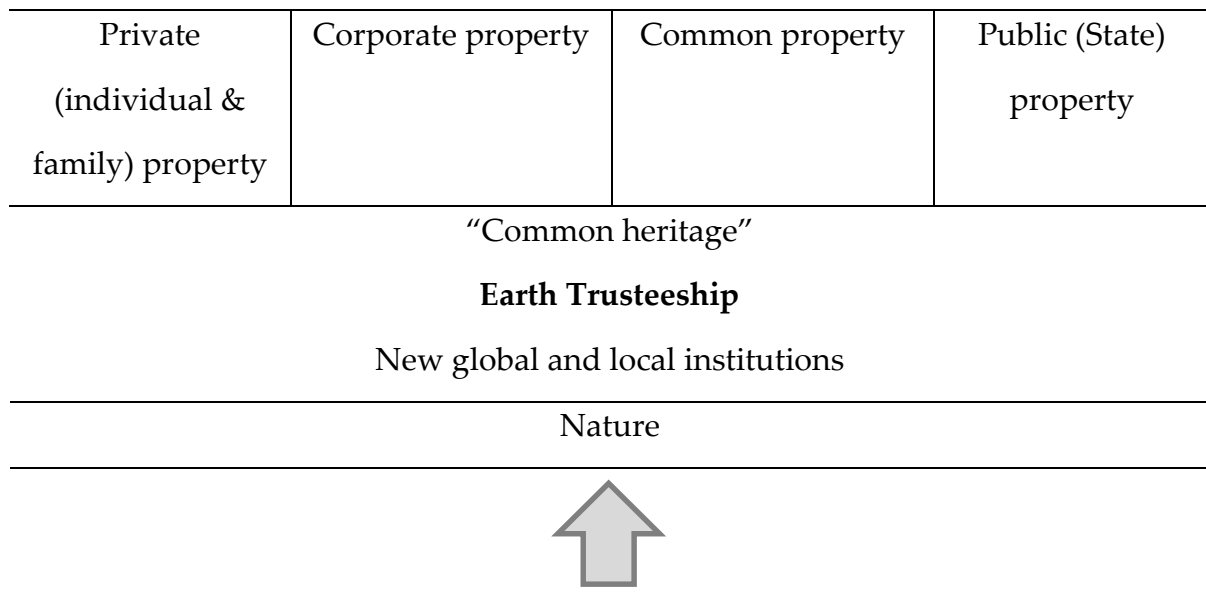 Private Corporate property Common property Public (State)
(individual & property
family) property
“Common heritage”
Earth Trusteeship
New global and local institutions
Nature